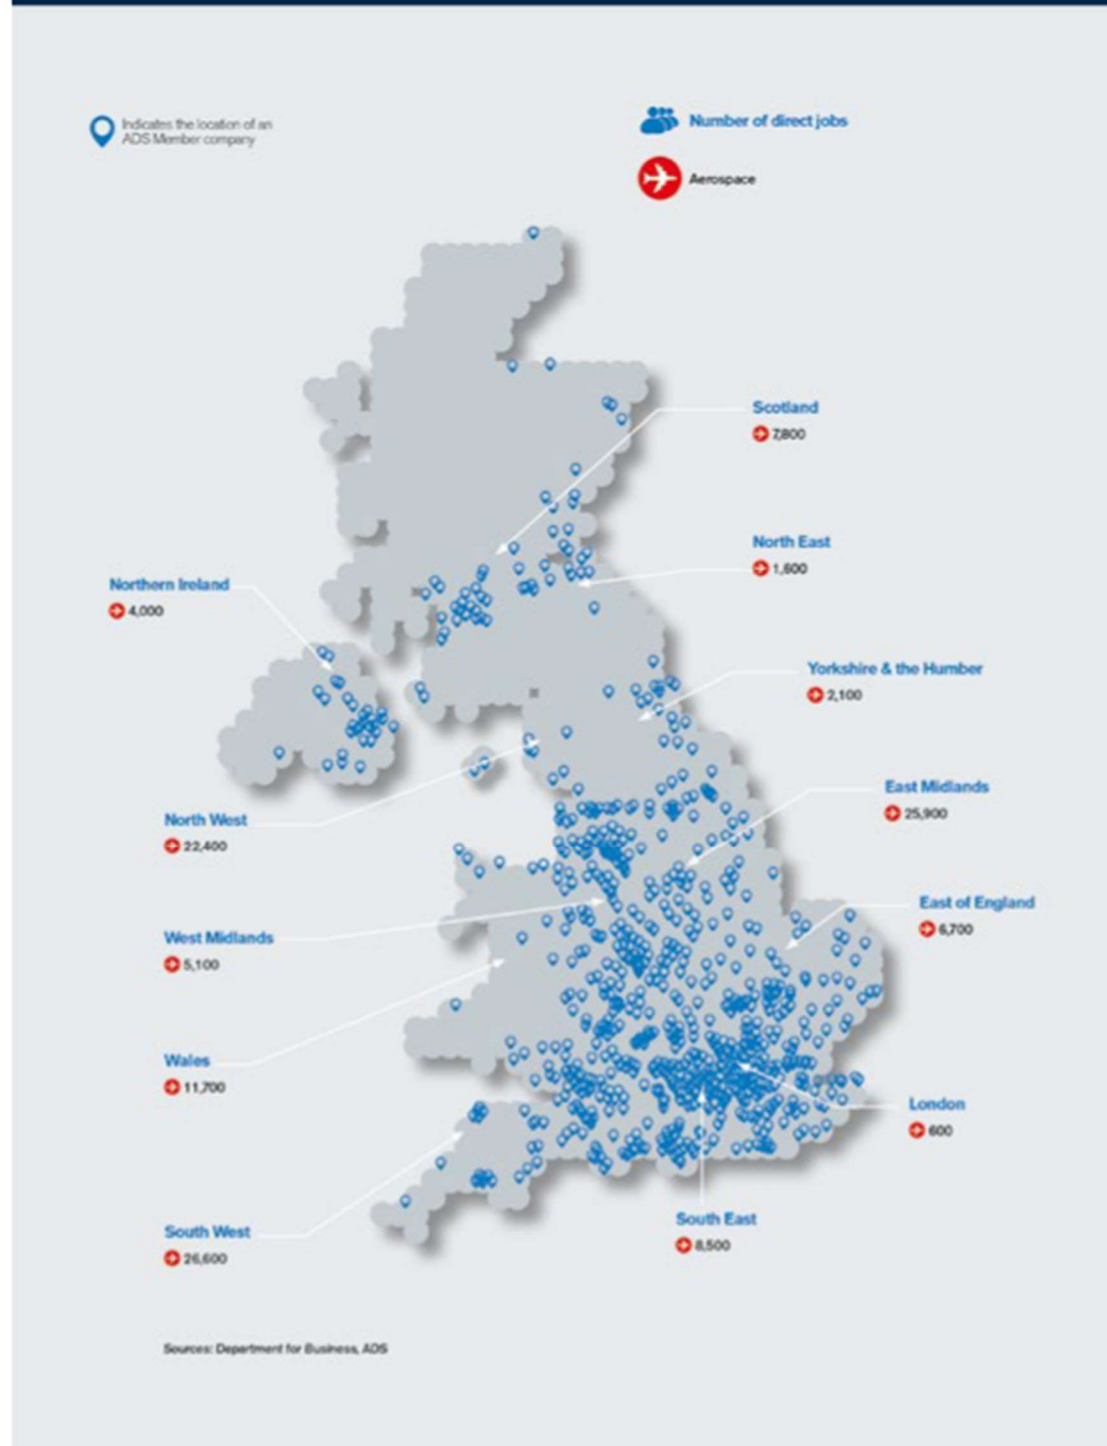 Indicates the location of an
ADS Member company
Number of direct jobs
Aerospace
Scotland
7,800
North East
1,600
Northern Ireland
4,000
Yorkshire & the Humber
2,100
East Midlands
25,900
North West
22,400
East of England
6,700
West Midlands
5,100
Wales
11,700
London
600
South East
8,500
South West
26,600
Sources: Department for Business, ADS